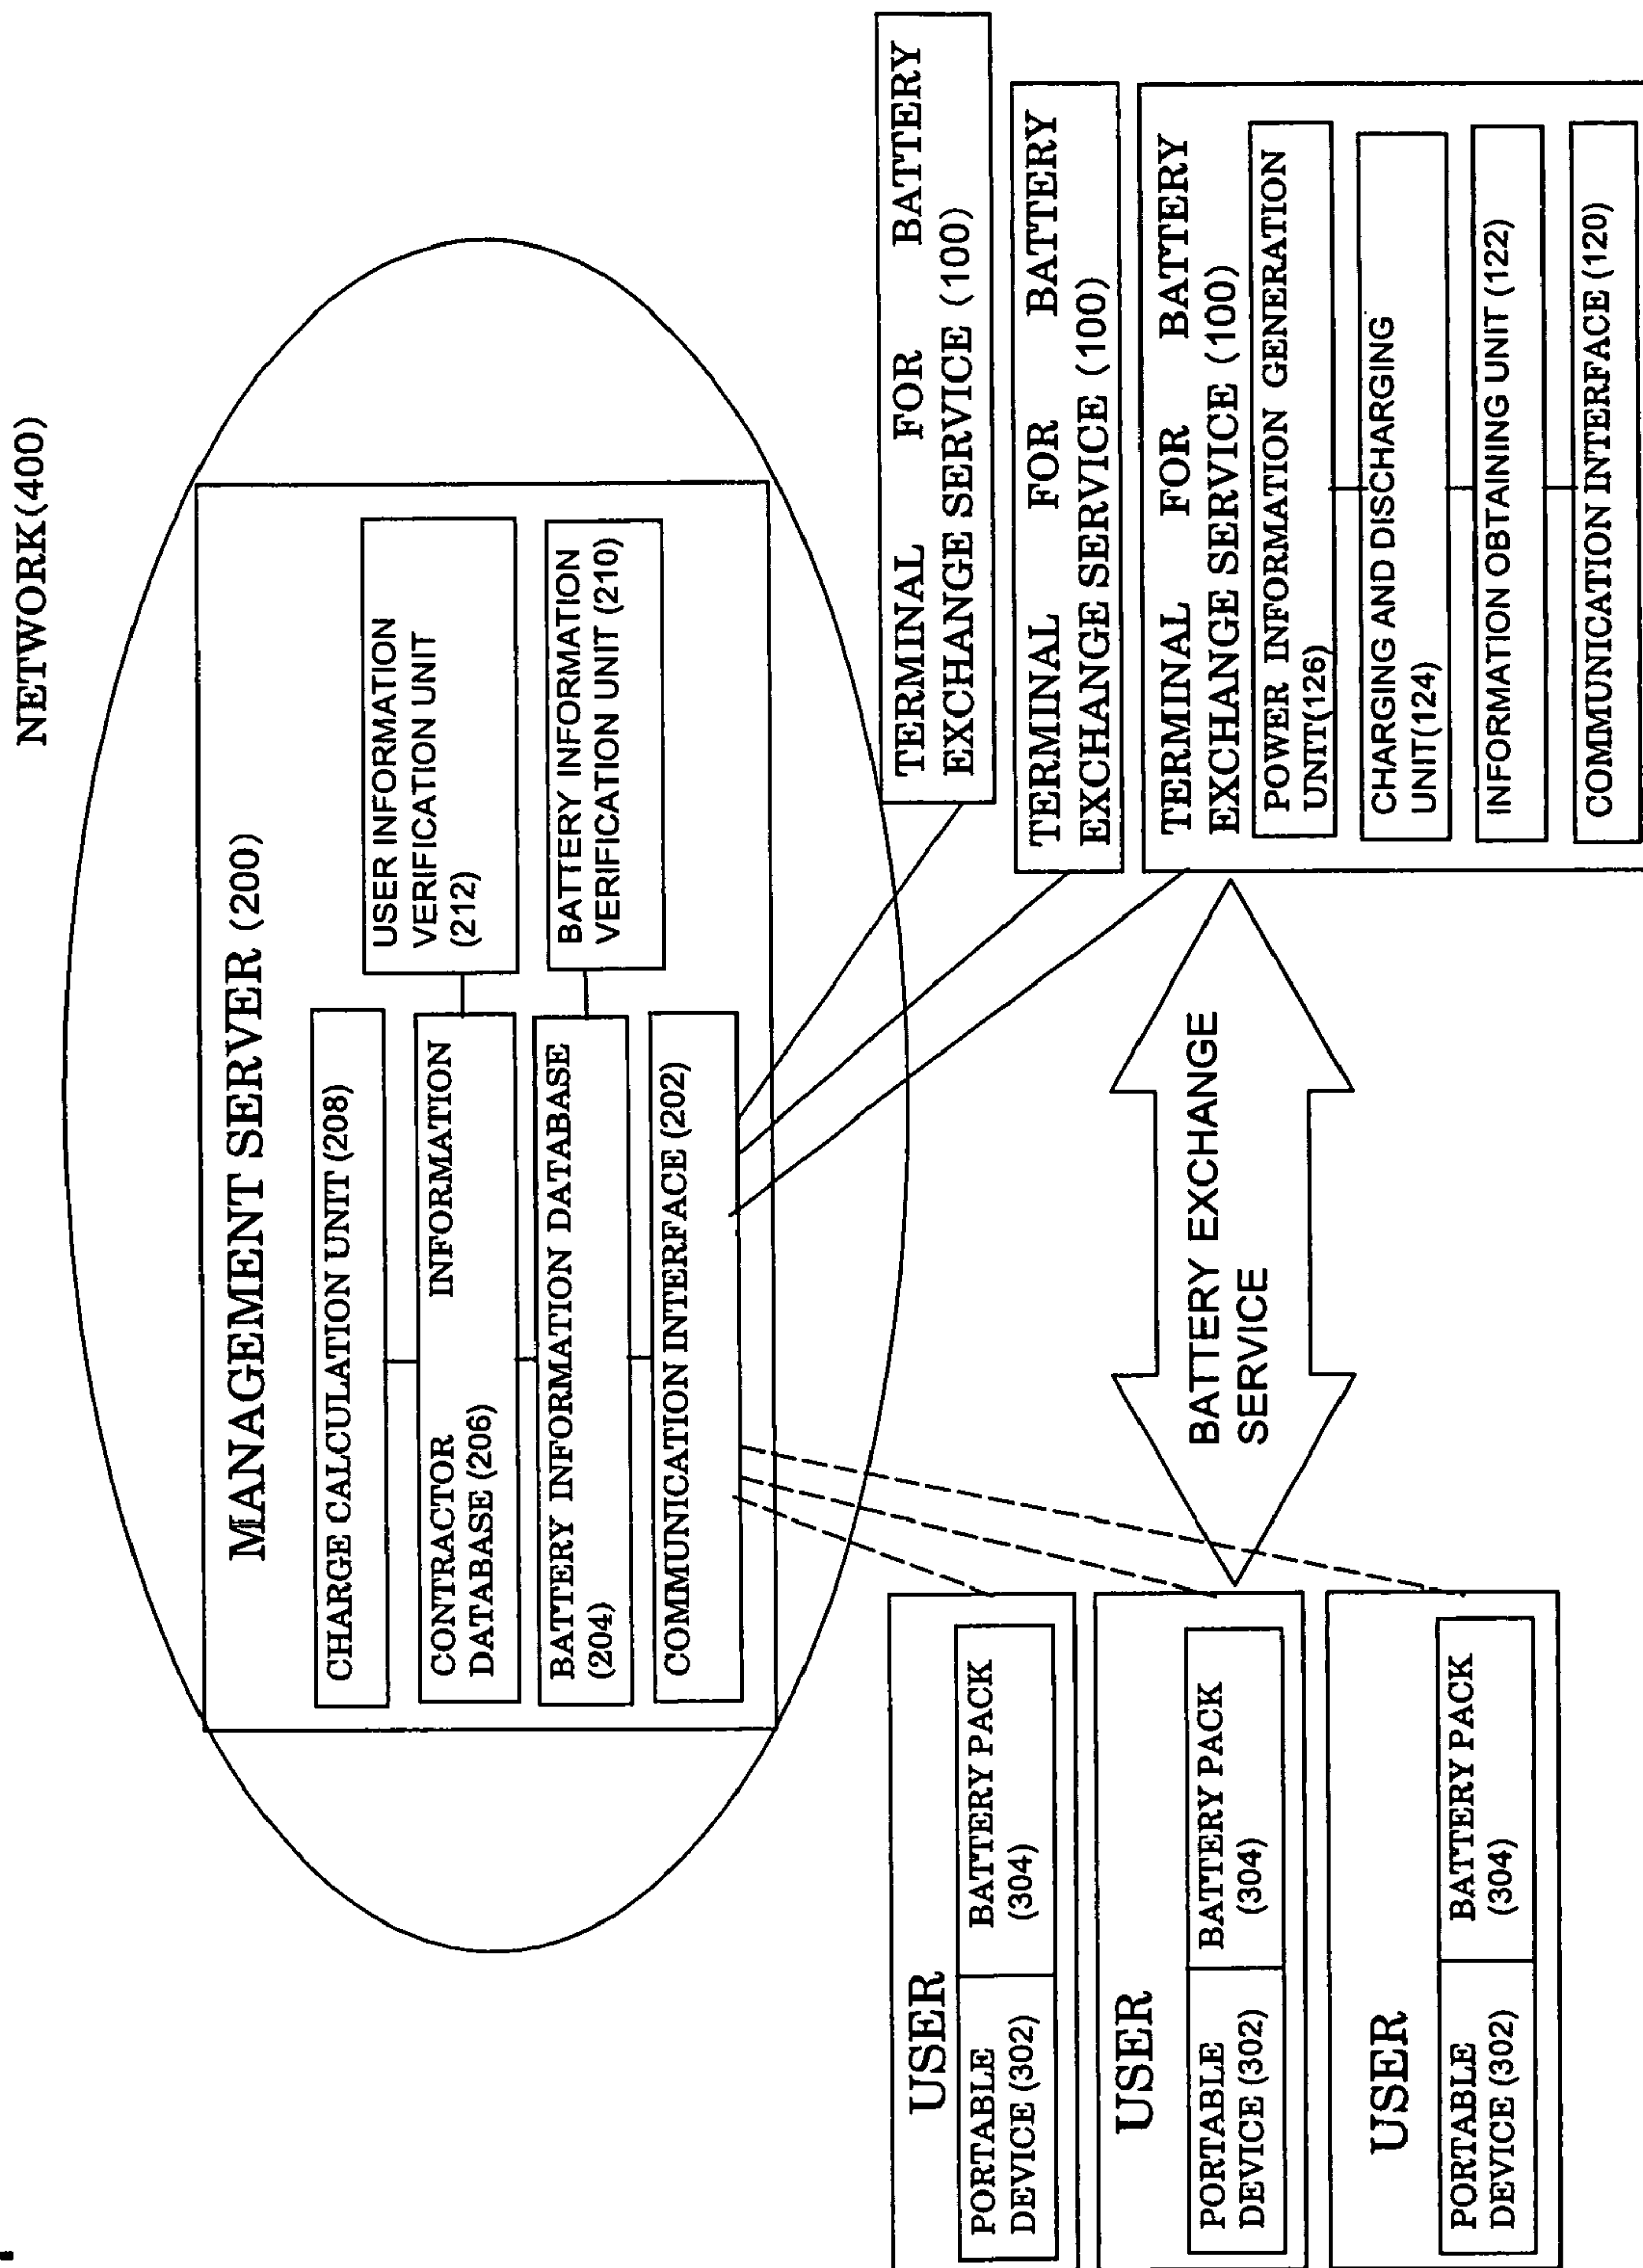 NETWORK(400)
MANAGEMENT SERVER (200)
CHARGE CALCULATION UNIT (208)
CONTRACTOR INFORMATION
DATABASE (206)
USER INFORMATION
VERIFICATION UNIT
(212)
BATTERY INFORMATION DATABASE
(204)
BATTERY INFORMATION
VERIFICATION UNIT (210)
COMMUNICATION INTERFACE (202)
USER
PORTABLE
DEVICE (302)
BATTERY PACK
(304)
USER
PORTABLE
DEVICE (302)
BATTERY PACK
(304)
USER
PORTABLE
DEVICE (302)
BATTERY PACK
(304)
BATTERY EXCHANGE
SERVICE
TERMINAL FOR BATTERY
EXCHANGE SERVICE (100)
TERMINAL FOR BATTERY
EXCHANGE SERVICE (100)
TERMINAL FOR BATTERY
EXCHANGE SERVICE (100)
POWER INFORMATION GENERATION
UNIT(126)
CHARGING AND DISCHARGING
UNIT(124)
INFORMATION OBTAINING UNIT (122)
COMMUNICATION INTERFACE (120)